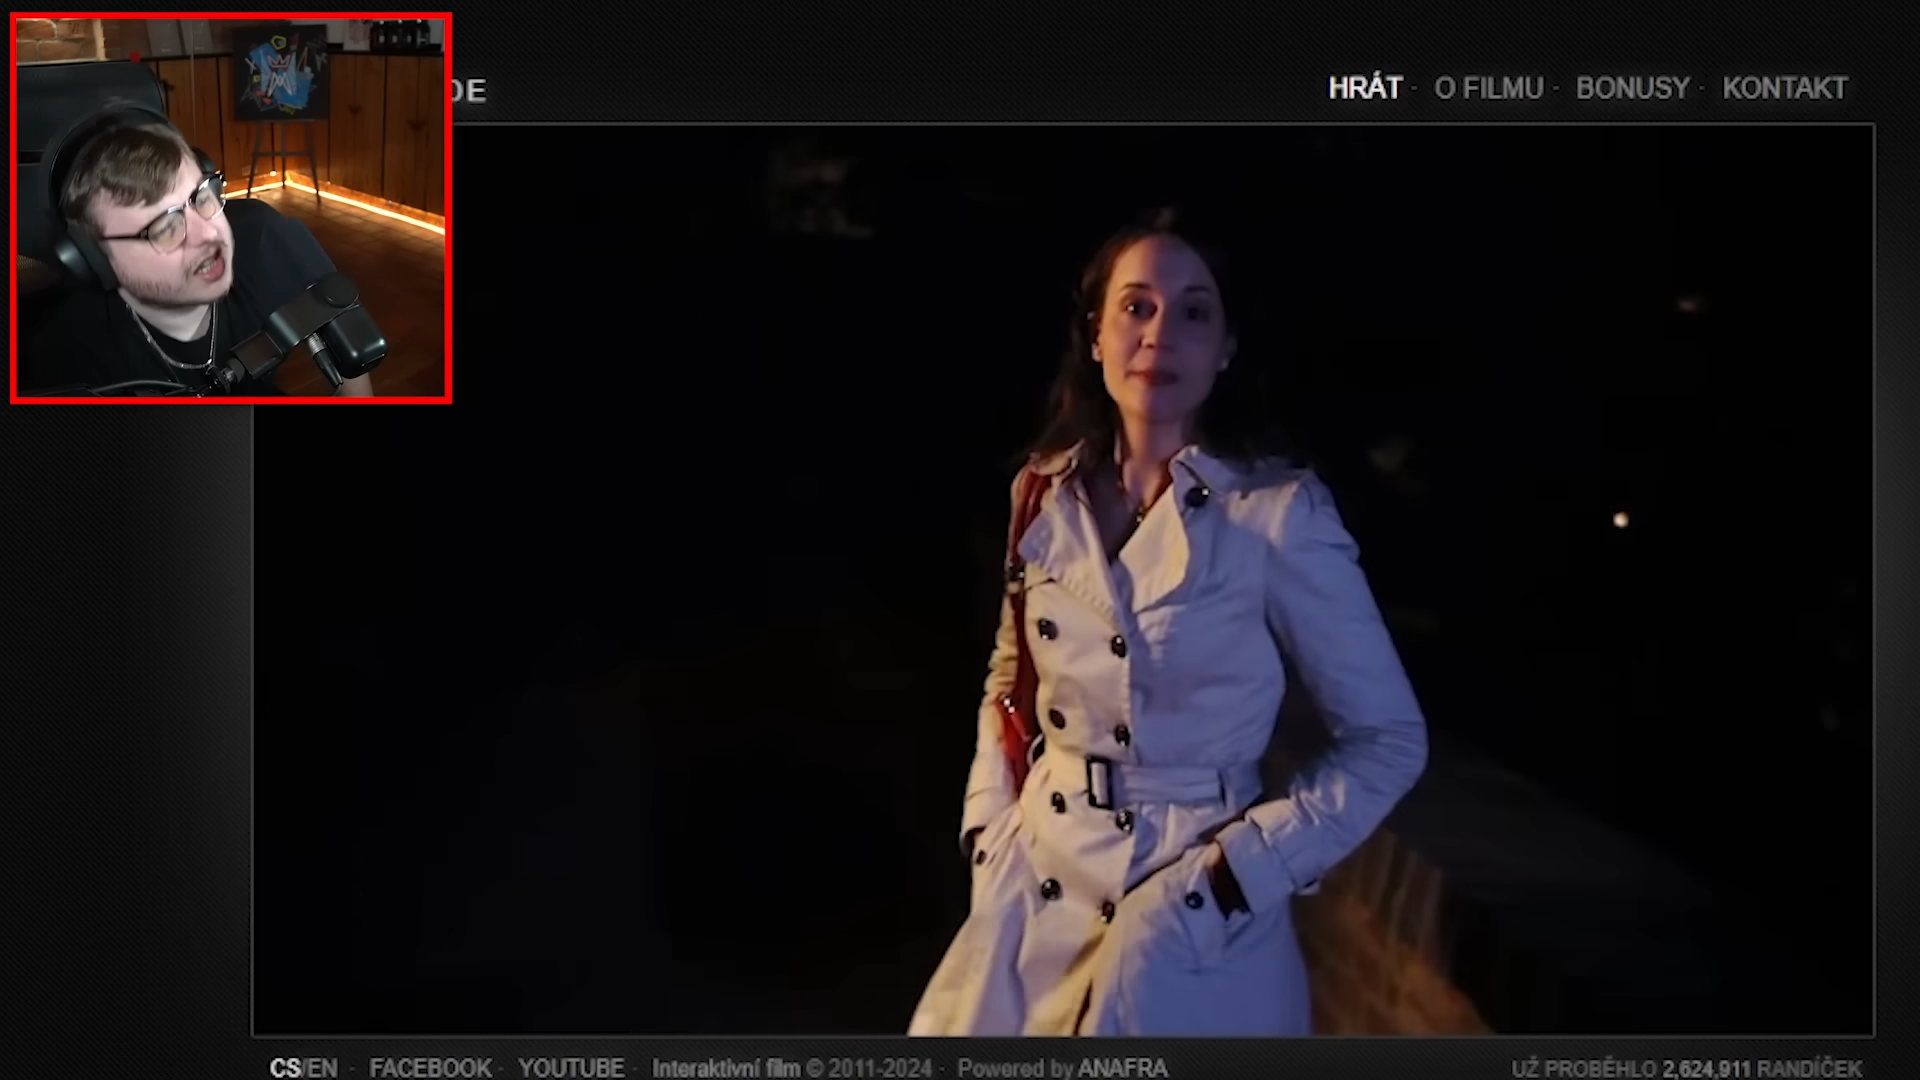 DE
HRÁT · O FILMU · BONUSY · KONTAKT
CS/EN · FACEBOOK · YOUTUBE · Interaktivní film © 2011-2024 · Powered by ANAFRA
UŽ PROBĚHLO 2,624,911 RANDÍČEK